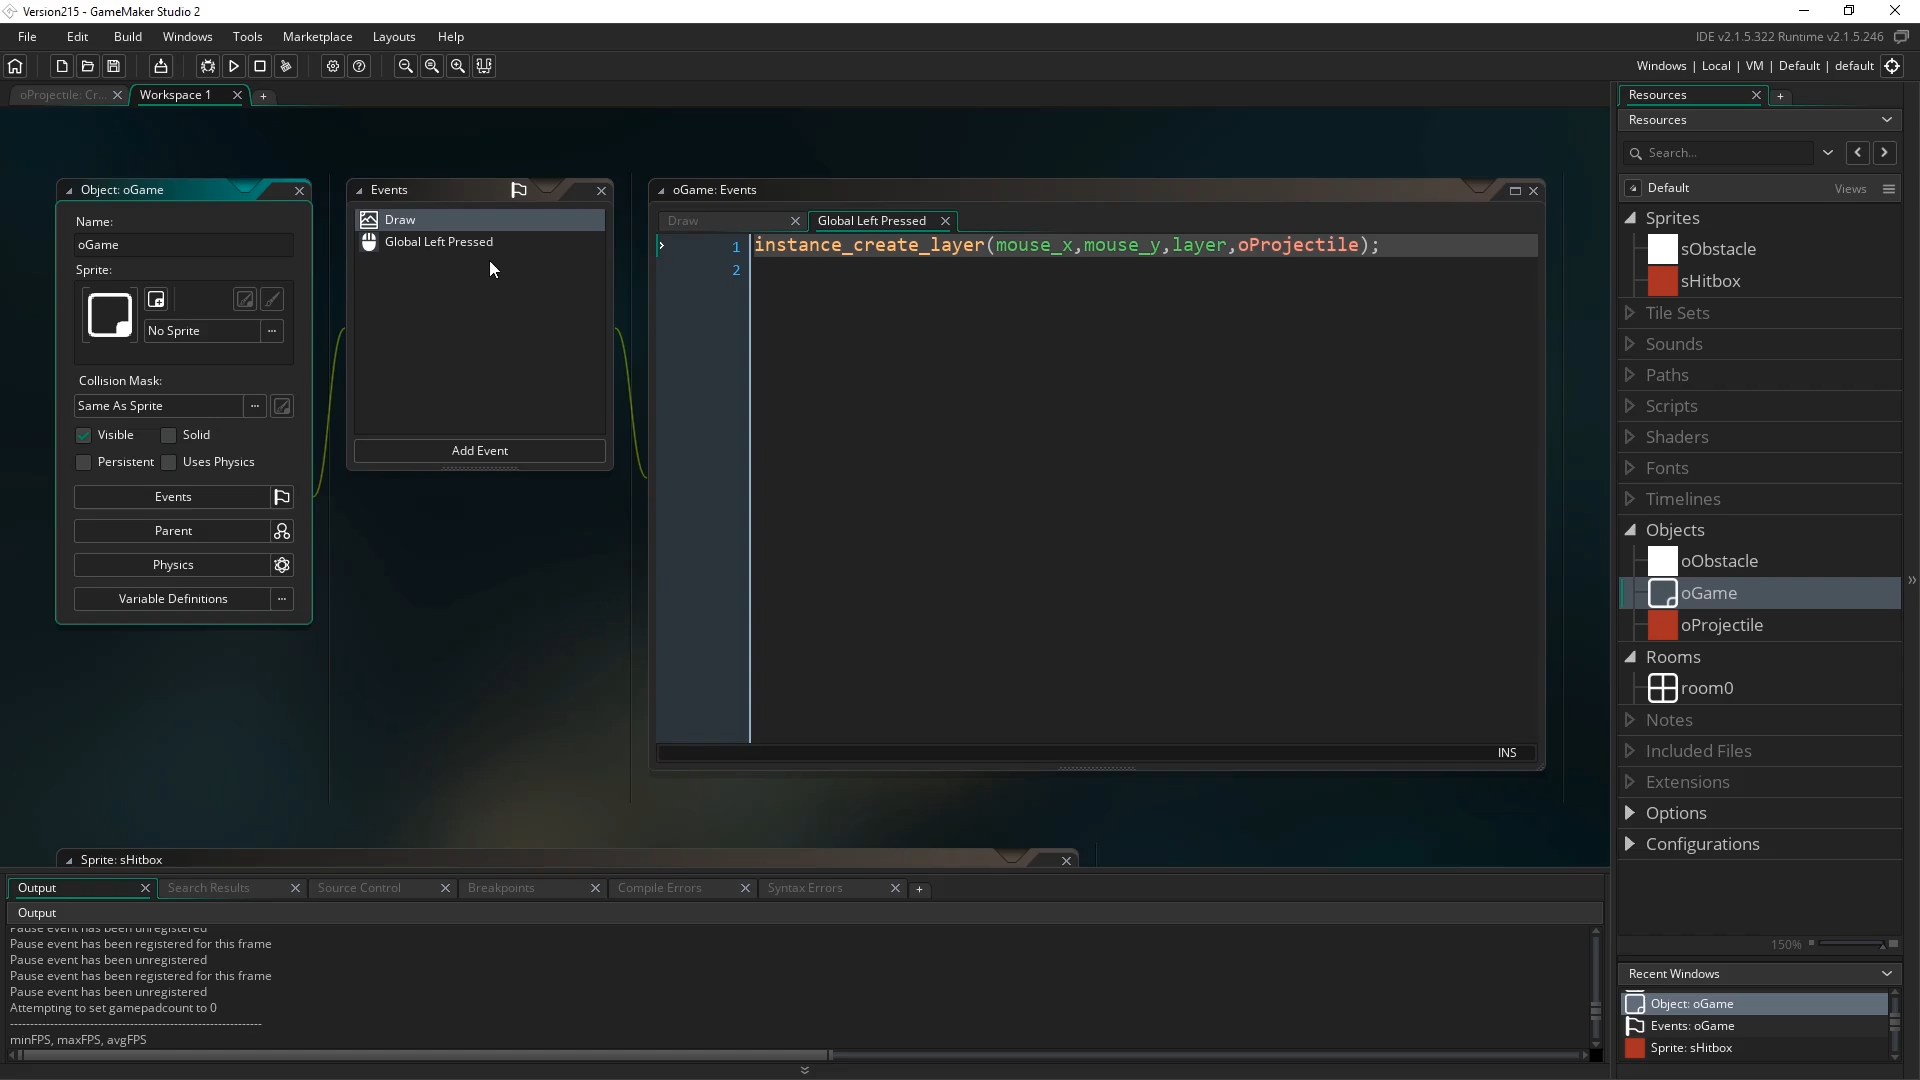 Version215 - GameMaker Studio 2
File Edit Build Windows Tools Marketplace Layouts Help
IDE v2.1.5.322 Runtime v2.1.5.246
Windows | Local | VM | Default | default
oProjectile: Cr...
Workspace 1
Resources
Resources
Search...
Default
Views
Object: oGame
Name:
oGame
Sprite:
No Sprite
Collision Mask:
Same As Sprite
Visible
Solid
Persistent
Uses Physics
Events
Parent
Physics
Variable Definitions
Events
Draw
Global Left Pressed
Add Event
oGame: Events
Draw
Global Left Pressed
1 instance_create_layer(mouse_x,mouse_y,layer,oProjectile);
2
INS
Sprites
sObstacle
sHitbox
Tile Sets
Sounds
Paths
Scripts
Shaders
Fonts
Timelines
Objects
oObstacle
oGame
oProjectile
Rooms
room0
Notes
Included Files
Extensions
Options
Configurations
150%
Recent Windows
Object: oGame
Events: oGame
Sprite: sHitbox
Sprite: sHitbox
Output
Search Results
Source Control
Breakpoints
Compile Errors
Syntax Errors
Output
Pause event has been unregistered
Pause event has been registered for this frame
Pause event has been unregistered
Pause event has been registered for this frame
Pause event has been unregistered
Attempting to set gamepadcount to 0
---------------------------------------------------------------
minFPS, maxFPS, avgFPS